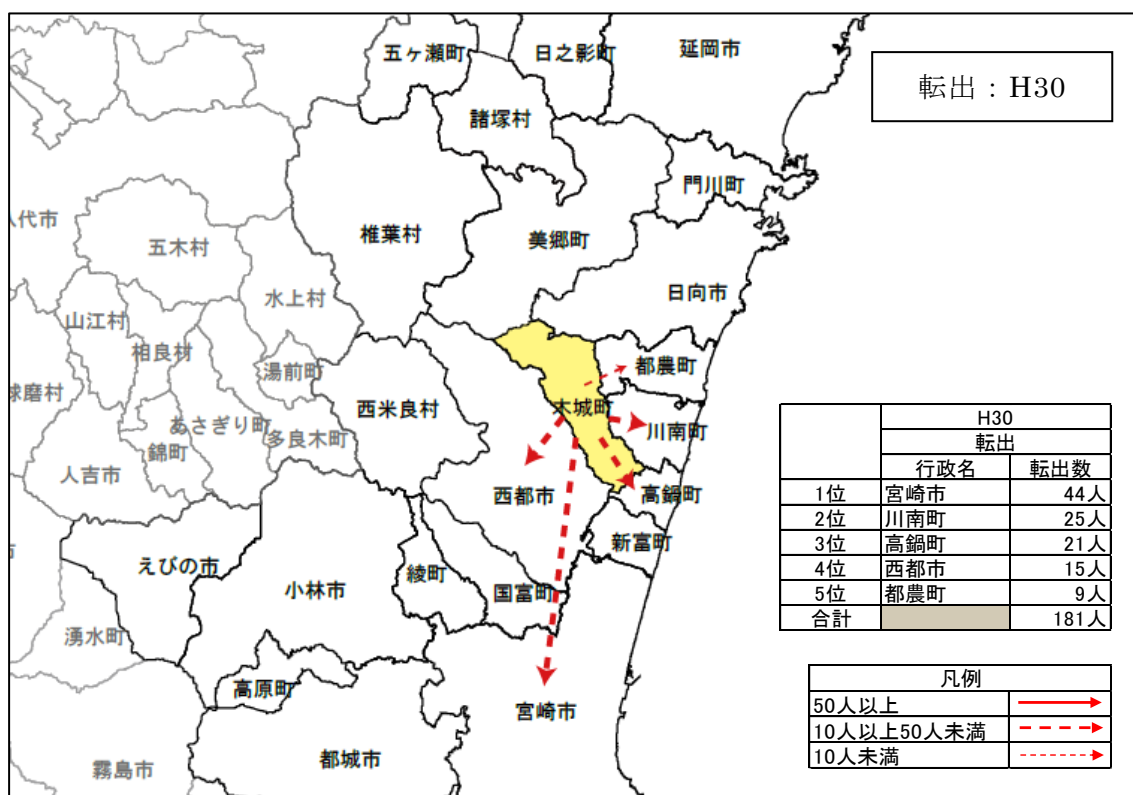 五ヶ瀬町
日之影町
延岡市
転出：H30
諸塚村
門川町
八代市
椎葉村
美郷町
五木村
水上村
日向市
山江村
相良村
湯前町
都農町
球磨村
西米良村
木城町
あさぎり町
多良木町
川南町
錦町
人吉市
西都市
高鍋町
新富町
えびの市
小林市
綾町
国富町
湧水町
高原町
宮崎市
都城市
霧島市
市
H30
転出
行政名 転出数
1位 宮崎市 44人
2位 川南町 25人
3位 高鍋町 21人
4位 西都市 15人
5位 都農町 9人
合計 181人
凡例
50人以上
10人以上50人未満
10人未満